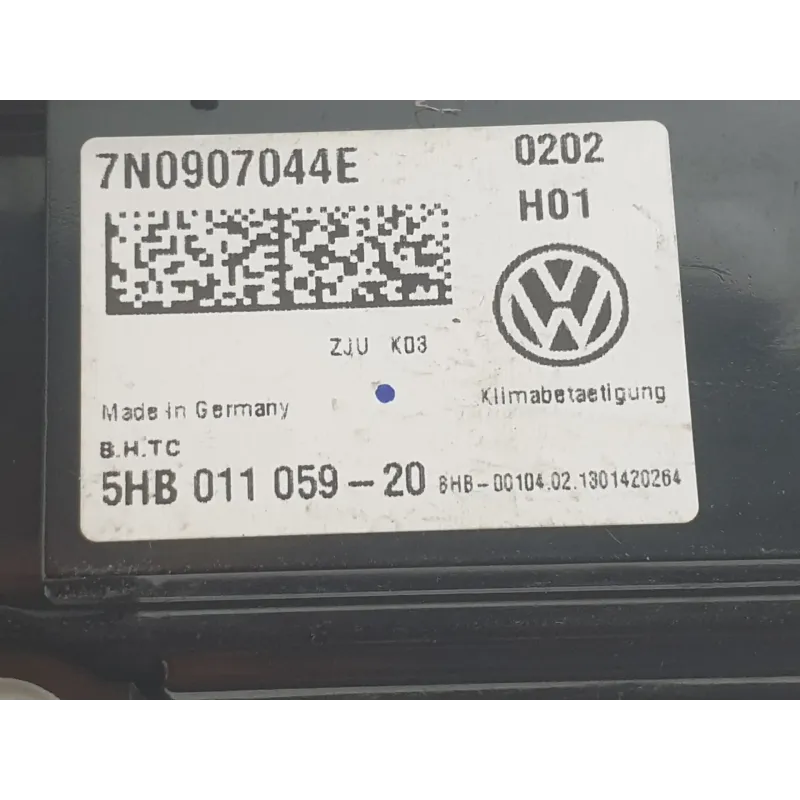 7N0907044E
0202
H01
ZJU K03
Klimabetaetigung
Made in Germany
B.H.TC
5HB 011 059-20
8HB-00104.02.1301420264